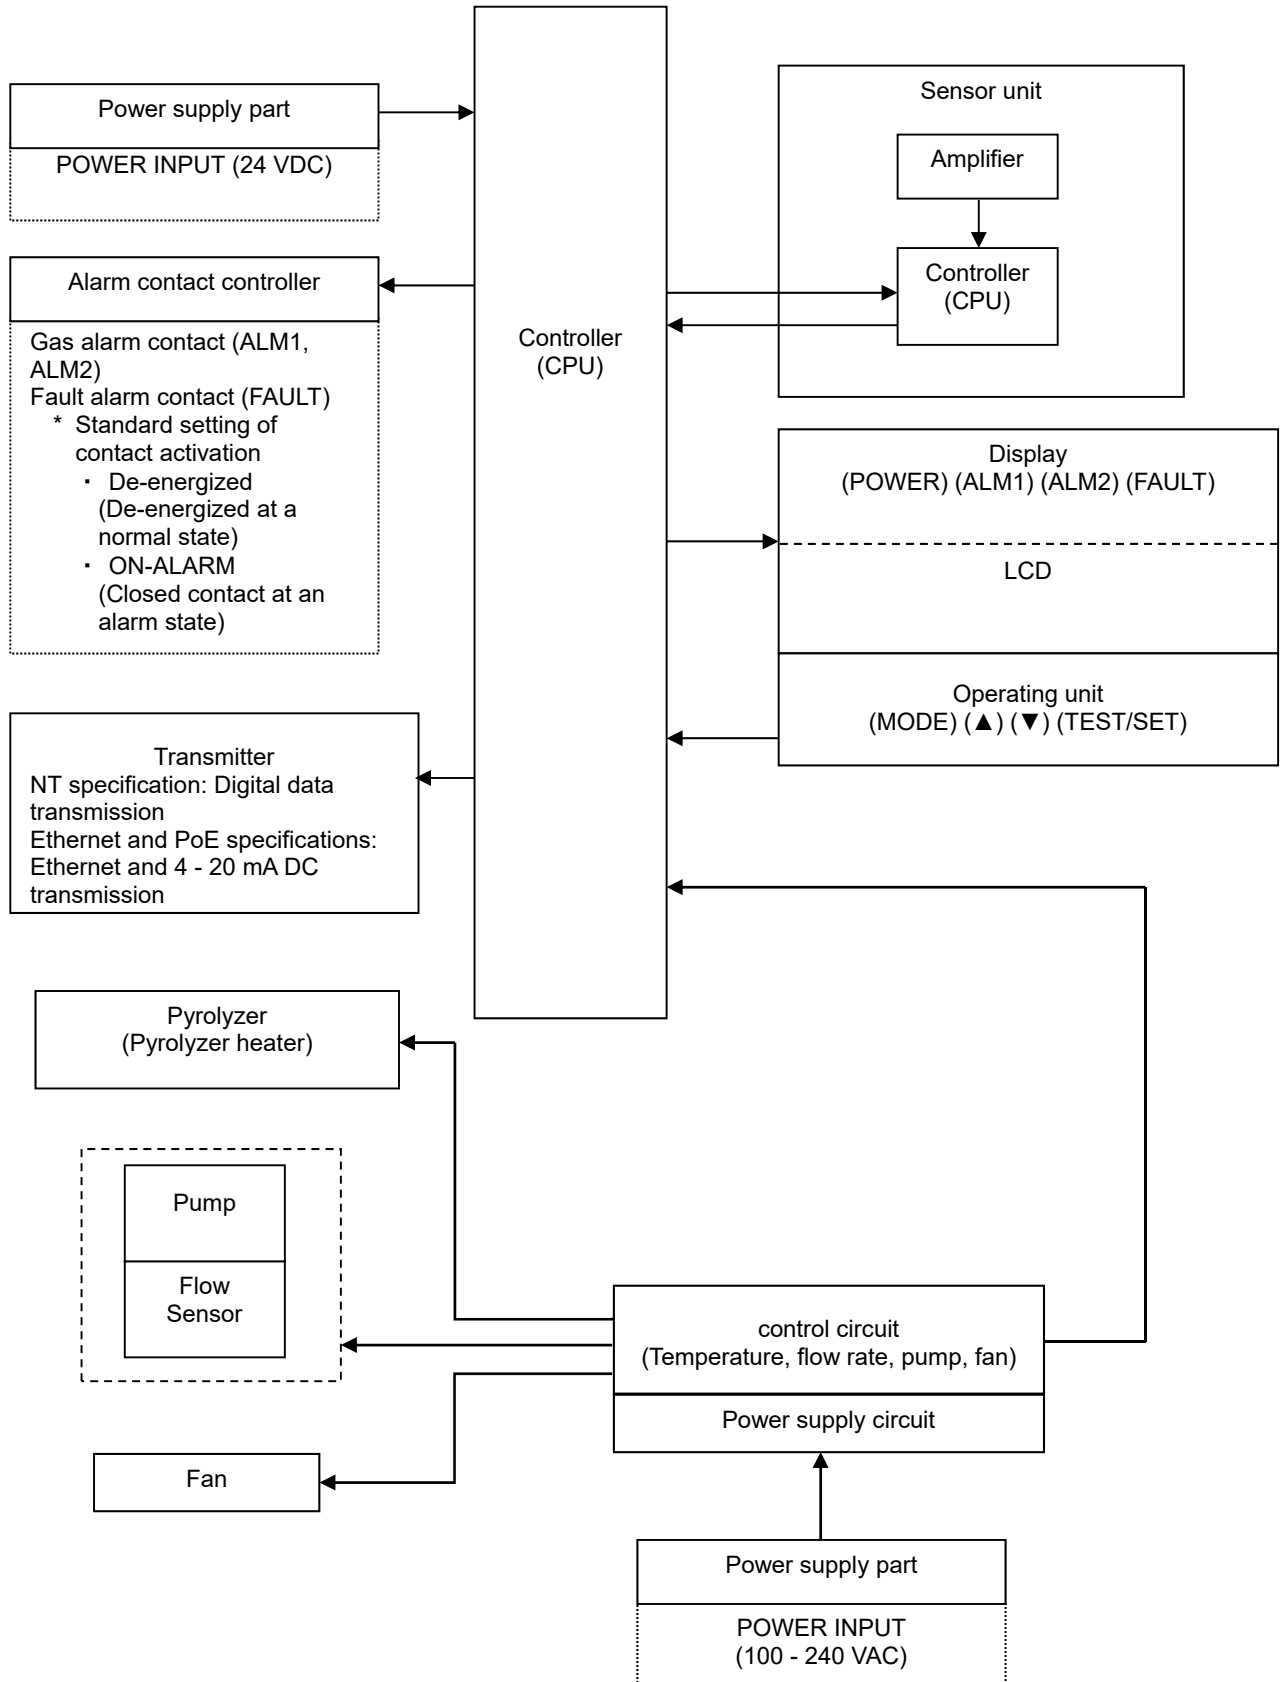 Power supply part
POWER INPUT (24 VDC)
Alarm contact controller
Gas alarm contact (ALM1,
ALM2)
Fault alarm contact (FAULT)
* Standard setting of
contact activation
・ De-energized
(De-energized at a
normal state)
・ ON-ALARM
(Closed contact at an
alarm state)
Transmitter
NT specification: Digital data
transmission
Ethernet and PoE specifications:
Ethernet and 4 - 20 mA DC
transmission
Controller
(CPU)
Sensor unit
Amplifier
Controller
(CPU)
Display
(POWER) (ALM1) (ALM2) (FAULT)
LCD
Operating unit
(MODE) (▲) (▼) (TEST/SET)
Pyrolyzer
(Pyrolyzer heater)
Pump
Flow
Sensor
Fan
control circuit
(Temperature, flow rate, pump, fan)
Power supply circuit
Power supply part
POWER INPUT
(100 - 240 VAC)